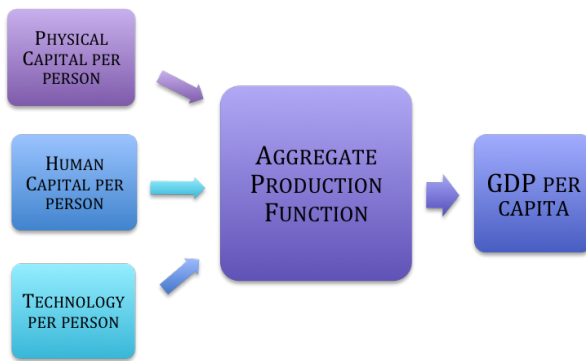 PHYSICAL
CAPITAL PER
PERSON
HUMAN
CAPITAL PER
PERSON
TECHNOLOGY
PER PERSON
AGGREGATE
PRODUCTION
FUNCTION
GDP PER
CAPITA